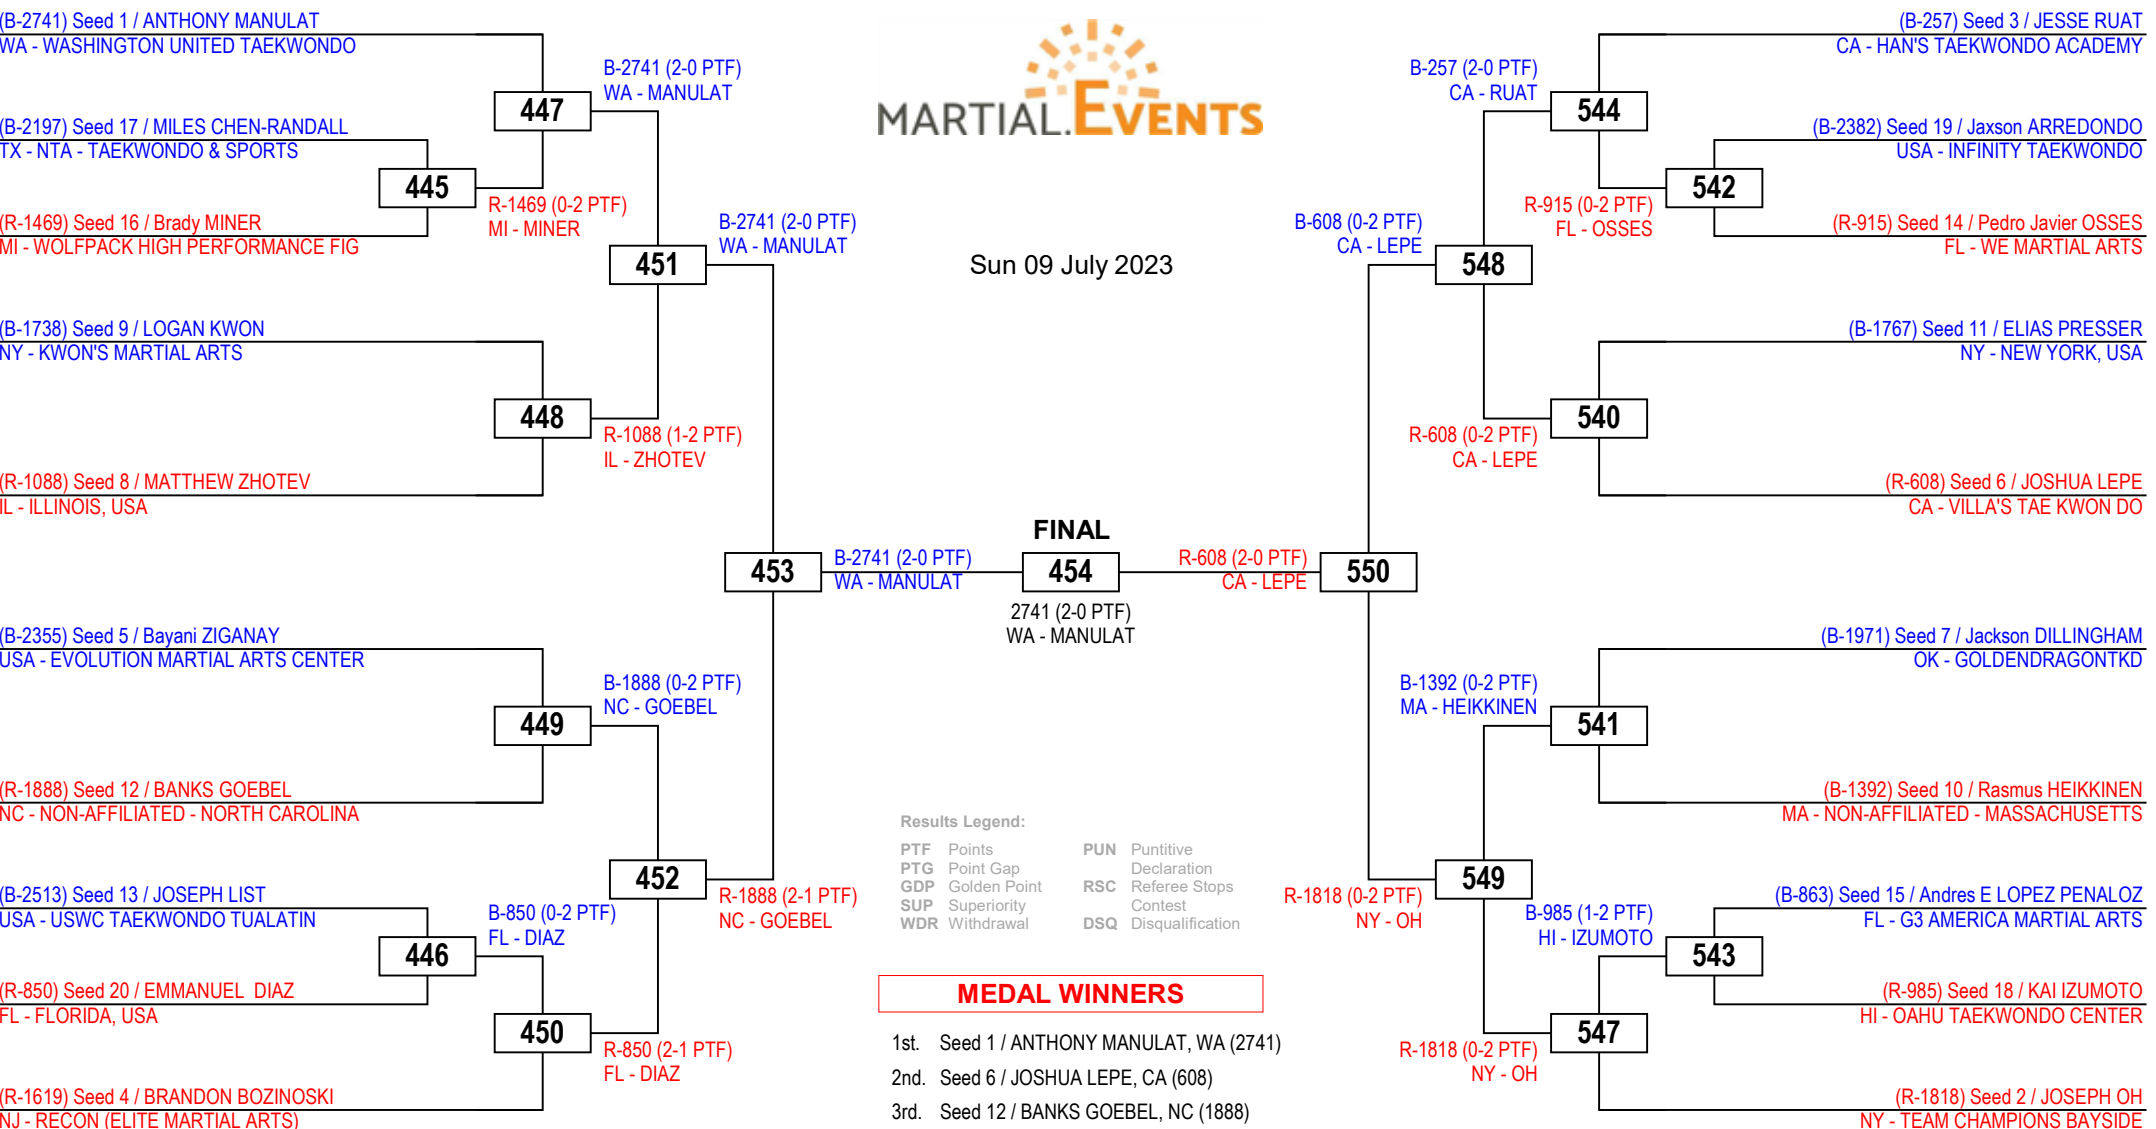 (B-2741) Seed 1 / ANTHONY MANULAT
WA - WASHINGTON UNITED TAEKWONDO
B-2741 (2-0 PTF)
WA - MANULAT
447
(B-2197) Seed 17 / MILES CHEN-RANDALL
TX - NTA - TAEKWONDO & SPORTS
445
R-1469 (0-2 PTF)
MI - MINER
(R-1469) Seed 16 / Brady MINER
MI - WOLFPACK HIGH PERFORMANCE FIG
B-2741 (2-0 PTF)
WA - MANULAT
451
(B-1738) Seed 9 / LOGAN KWON
NY - KWON'S MARTIAL ARTS
448
R-1088 (1-2 PTF)
IL - ZHOTEV
(R-1088) Seed 8 / MATTHEW ZHOTEV
IL - ILLINOIS, USA
453
B-2741 (2-0 PTF)
WA - MANULAT
(B-2355) Seed 5 / Bayani ZIGANAY
USA - EVOLUTION MARTIAL ARTS CENTER
B-1888 (0-2 PTF)
NC - GOEBEL
449
(R-1888) Seed 12 / BANKS GOEBEL
NC - NON-AFFILIATED - NORTH CAROLINA
452
R-1888 (2-1 PTF)
NC - GOEBEL
(B-2513) Seed 13 / JOSEPH LIST
USA - USWC TAEKWONDO TUALATIN
B-850 (0-2 PTF)
FL - DIAZ
446
(R-850) Seed 20 / EMMANUEL  DIAZ
FL - FLORIDA, USA
450
R-850 (2-1 PTF)
FL - DIAZ
(R-1619) Seed 4 / BRANDON BOZINOSKI
NJ - RECON (ELITE MARTIAL ARTS)
MARTIAL.EVENTS
Sun 09 July 2023
FINAL
454
2741 (2-0 PTF)
WA - MANULAT
Results Legend:
PTF Points
PTG Point Gap
GDP Golden Point
SUP Superiority
WDR Withdrawal
PUN Puntitive
Declaration
RSC Referee Stops
Contest
DSQ Disqualification
MEDAL WINNERS
1st. Seed 1 / ANTHONY MANULAT, WA (2741)
2nd. Seed 6 / JOSHUA LEPE, CA (608)
3rd. Seed 12 / BANKS GOEBEL, NC (1888)
(B-257) Seed 3 / JESSE RUAT
CA - HAN'S TAEKWONDO ACADEMY
B-257 (2-0 PTF)
CA - RUAT
544
(B-2382) Seed 19 / Jaxson ARREDONDO
USA - INFINITY TAEKWONDO
542
R-915 (0-2 PTF)
FL - OSSES
(R-915) Seed 14 / Pedro Javier OSSES
FL - WE MARTIAL ARTS
B-608 (0-2 PTF)
CA - LEPE
548
(B-1767) Seed 11 / ELIAS PRESSER
NY - NEW YORK, USA
540
R-608 (0-2 PTF)
CA - LEPE
(R-608) Seed 6 / JOSHUA LEPE
CA - VILLA'S TAE KWON DO
R-608 (2-0 PTF)
CA - LEPE
550
(B-1971) Seed 7 / Jackson DILLINGHAM
OK - GOLDENDRAGONTKD
B-1392 (0-2 PTF)
MA - HEIKKINEN
541
(B-1392) Seed 10 / Rasmus HEIKKINEN
MA - NON-AFFILIATED - MASSACHUSETTS
549
R-1818 (0-2 PTF)
NY - OH
(B-863) Seed 15 / Andres E LOPEZ PENALOZ
FL - G3 AMERICA MARTIAL ARTS
B-985 (1-2 PTF)
HI - IZUMOTO
543
(R-985) Seed 18 / KAI IZUMOTO
HI - OAHU TAEKWONDO CENTER
547
R-1818 (0-2 PTF)
NY - OH
(R-1818) Seed 2 / JOSEPH OH
NY - TEAM CHAMPIONS BAYSIDE